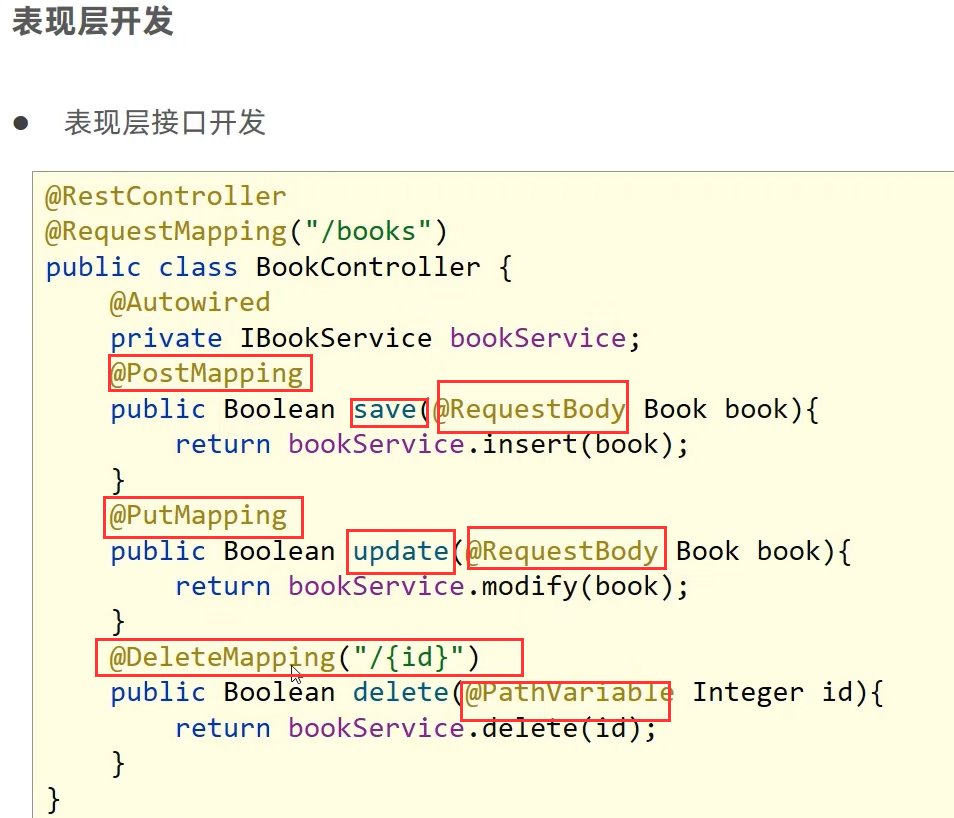 表现层开发
● 表现层接口开发
@RestController
@RequestMapping("/books")
public class BookController {
    @Autowired
    private IBookService bookService;
    @PostMapping
    public Boolean save(@RequestBody Book book){
        return bookService.insert(book);
    }
    @PutMapping
    public Boolean update(@RequestBody Book book){
        return bookService.modify(book);
    }
    @DeleteMapping("/{id}")
    public Boolean delete(@PathVariable Integer id){
        return bookService.delete(id);
    }
}